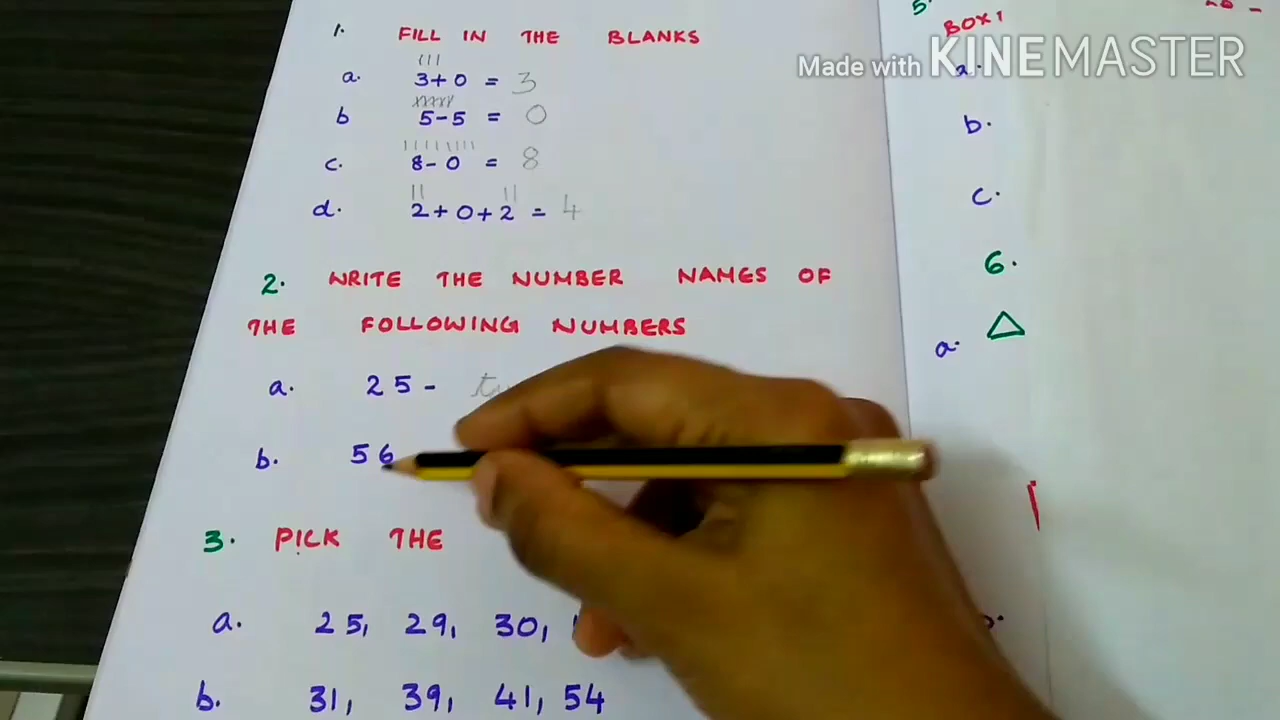 1. FILL IN THE BLANKS
a. 3+0 = 3
b 5-5 = 0
c. 8-0 = 8
d. 2+0+2 = 4
2. WRITE THE NUMBER NAMES OF
THE FOLLOWING NUMBERS
a. 25-
b. 56
3. PICK THE
a. 25, 29, 30,
b. 31, 39, 41, 54
5.
BOX 1
Made with KINEMASTER
a.
b.
c.
6.
a.